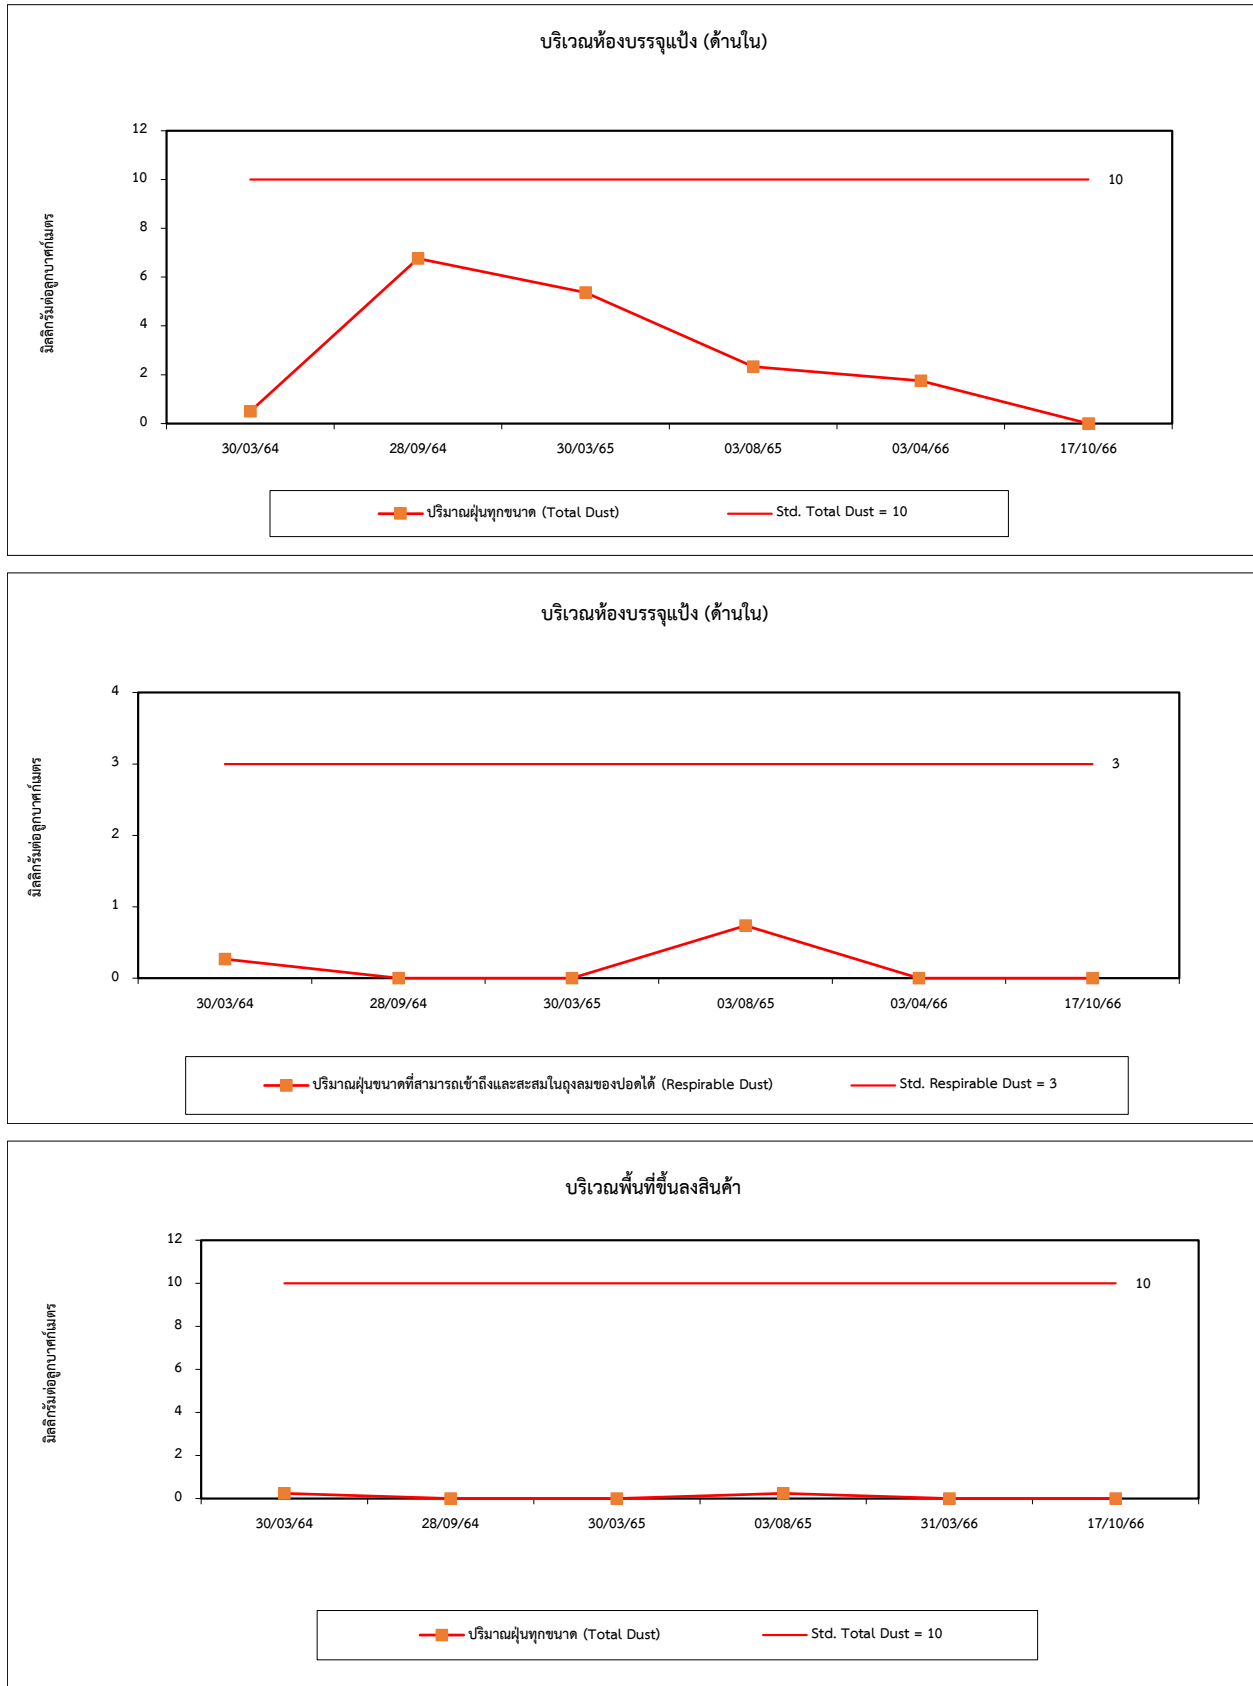 บริเวณห้องบรรจุแป้ง (ด้านใน)
มิลลิกรัมต่อลูกบาศก์เมตร
12
10
8
6
4
2
0
10
30/03/64 28/09/64 30/03/65 03/08/65 03/04/66 17/10/66
ปริมาณฝุ่นทุกขนาด (Total Dust) Std. Total Dust = 10
บริเวณห้องบรรจุแป้ง (ด้านใน)
มิลลิกรัมต่อลูกบาศก์เมตร
4
3
2
1
0
3
30/03/64 28/09/64 30/03/65 03/08/65 03/04/66 17/10/66
ปริมาณฝุ่นขนาดที่สามารถเข้าถึงและสะสมในถุงลมของปอดได้ (Respirable Dust) Std. Respirable Dust = 3
บริเวณพื้นที่ขึ้นลงสินค้า
มิลลิกรัมต่อลูกบาศก์เมตร
12
10
8
6
4
2
0
10
30/03/64 28/09/64 30/03/65 03/08/65 31/03/66 17/10/66
ปริมาณฝุ่นทุกขนาด (Total Dust) Std. Total Dust = 10